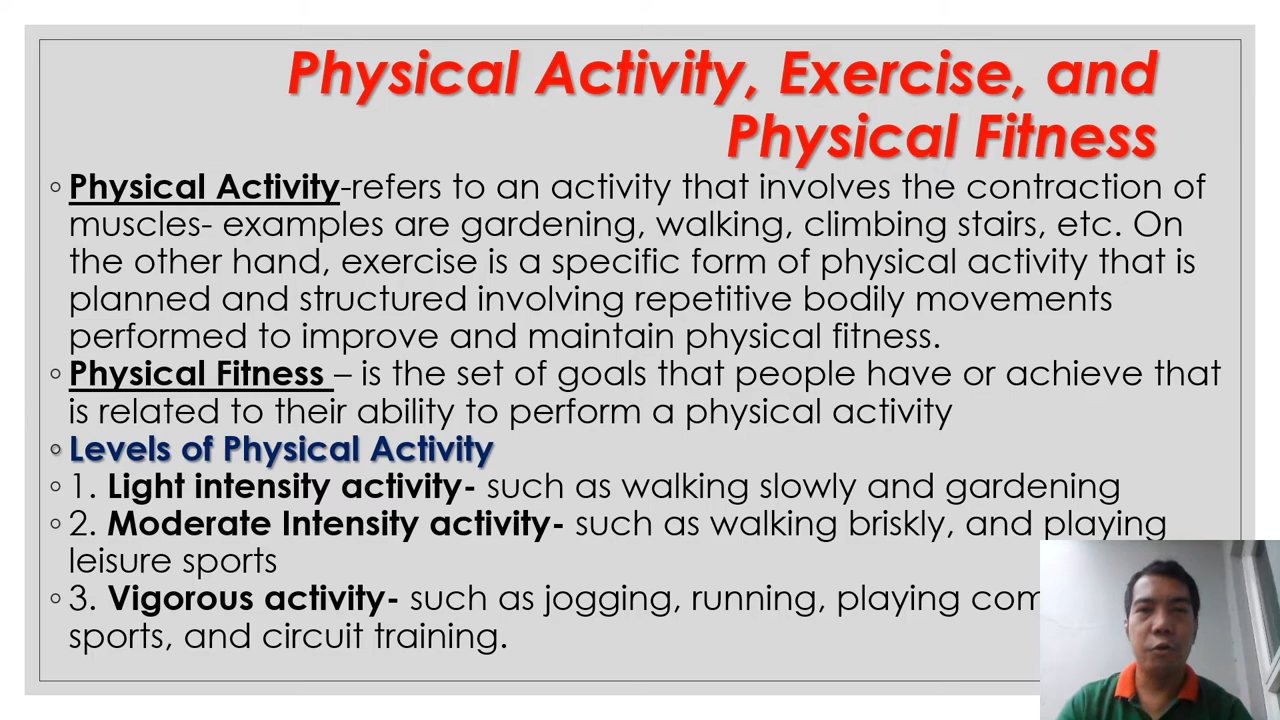 Physical Activity, Exercise, and
Physical Fitness
◦ Physical Activity-refers to an activity that involves the contraction of
muscles- examples are gardening, walking, climbing stairs, etc. On
the other hand, exercise is a specific form of physical activity that is
planned and structured involving repetitive bodily movements
performed to improve and maintain physical fitness.
◦ Physical Fitness – is the set of goals that people have or achieve that
is related to their ability to perform a physical activity
◦ Levels of Physical Activity
◦ 1. Light intensity activity- such as walking slowly and gardening
◦ 2. Moderate Intensity activity- such as walking briskly, and playing
leisure sports
◦ 3. Vigorous activity- such as jogging, running, playing
sports, and circuit training.